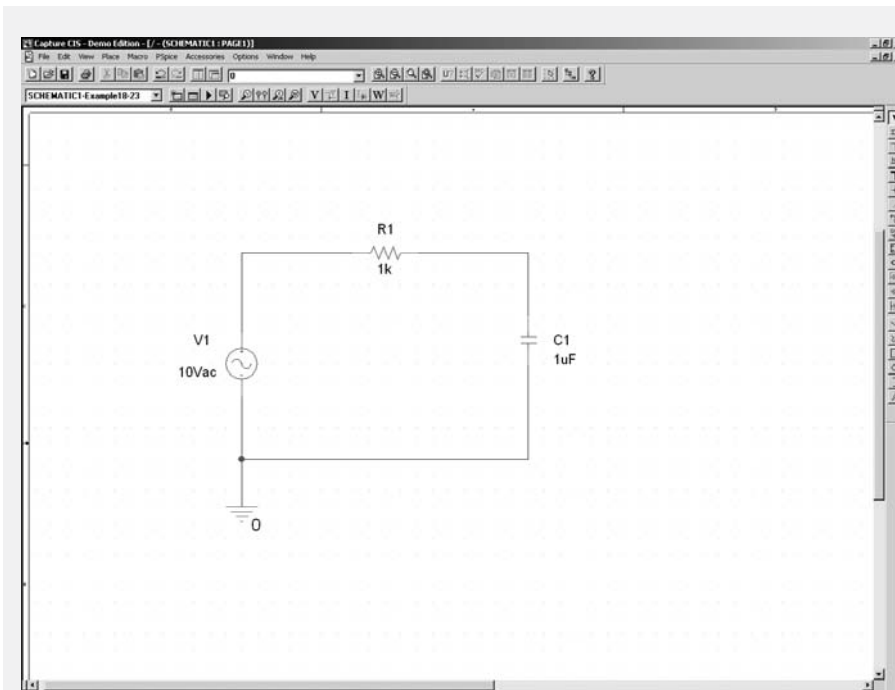 Capture CIS - Demo Edition - [/ - (SCHEMATIC1 : PAGE1)]
File Edit View Place Macro PSpice Accessories Options Window Help
0
SCHEMATIC1-Example18-23
V I W
R1
1k
V1
10Vac
C1
1uF
0